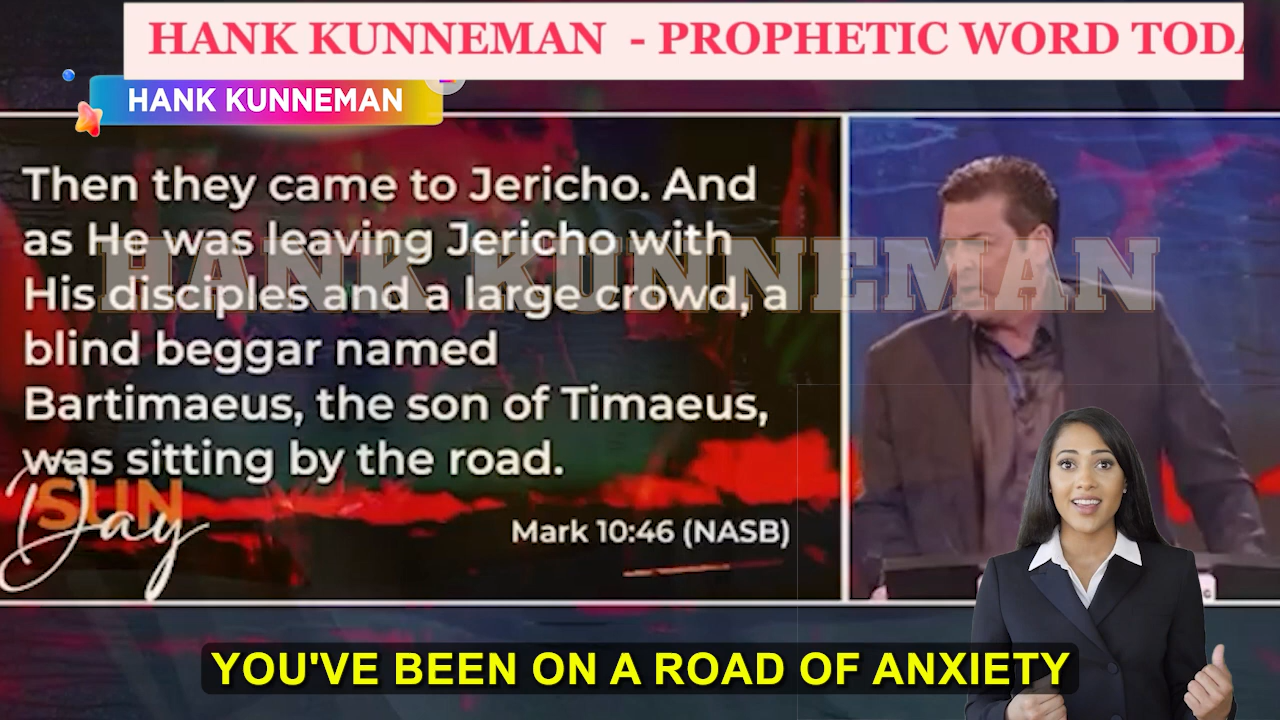 HANK KUNNEMAN - PROPHETIC WORD
HANK KUNNEMAN
Then they came to Jericho. And
as He was leaving Jericho with
HANK KUNNEMAN
His disciples and a large crowd, a
blind beggar named
Bartimaeus, the son of Timaeus,
was sitting by the road.
SUN
Day
Mark 10:46 (NASB)
YOU'VE BEEN ON A ROAD OF ANXIETY